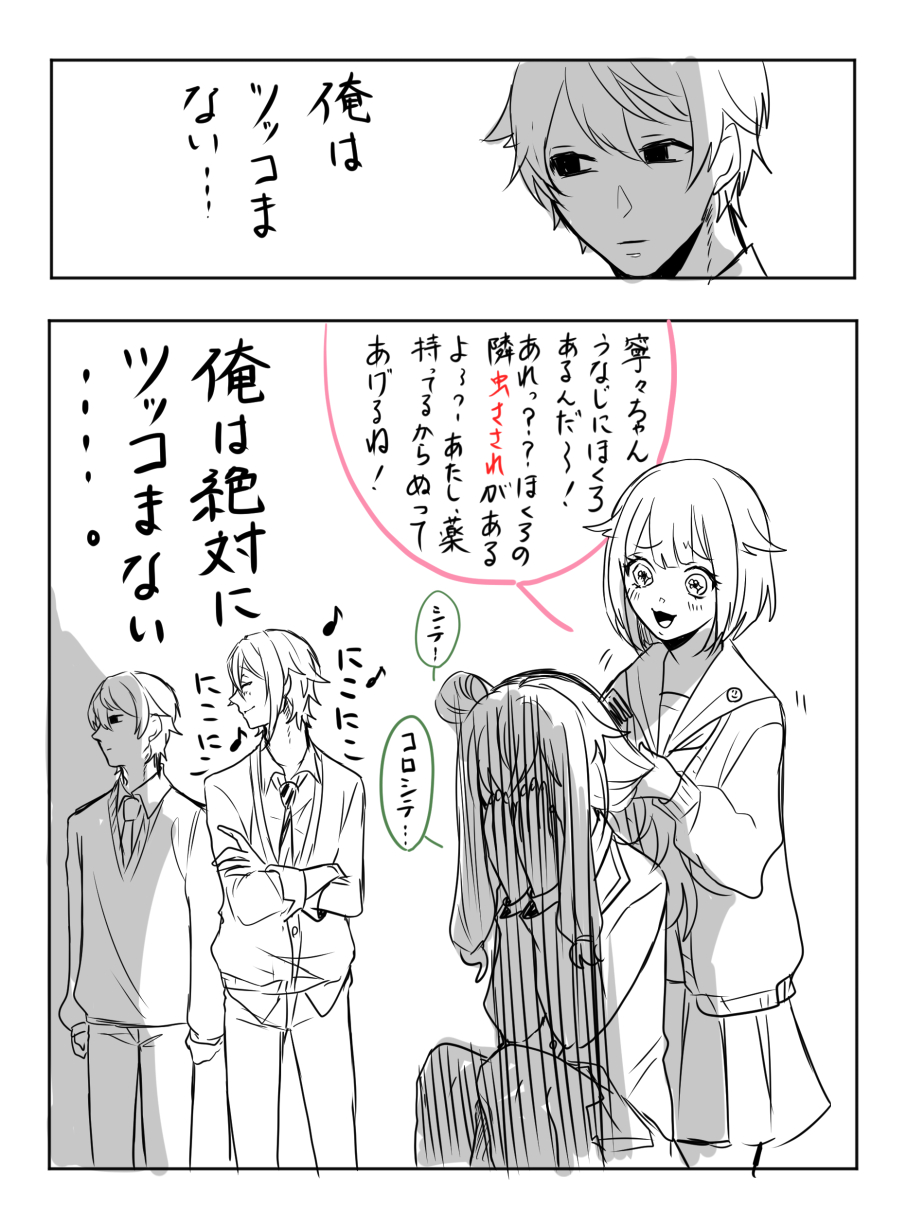 俺は
ツッコま
ない・・・
寧々ちゃん
うなじにほくろ
あるんだ〜!
あれっ??ほくろの
隣虫さされがある
よぅっーあたし、薬
持ってるからぬって
あげるね!
俺は絶対に
ツッコまない
・・・・。
シテ!
コロシテ・・・
♪
にこにこ
♪
にこにこ
♪